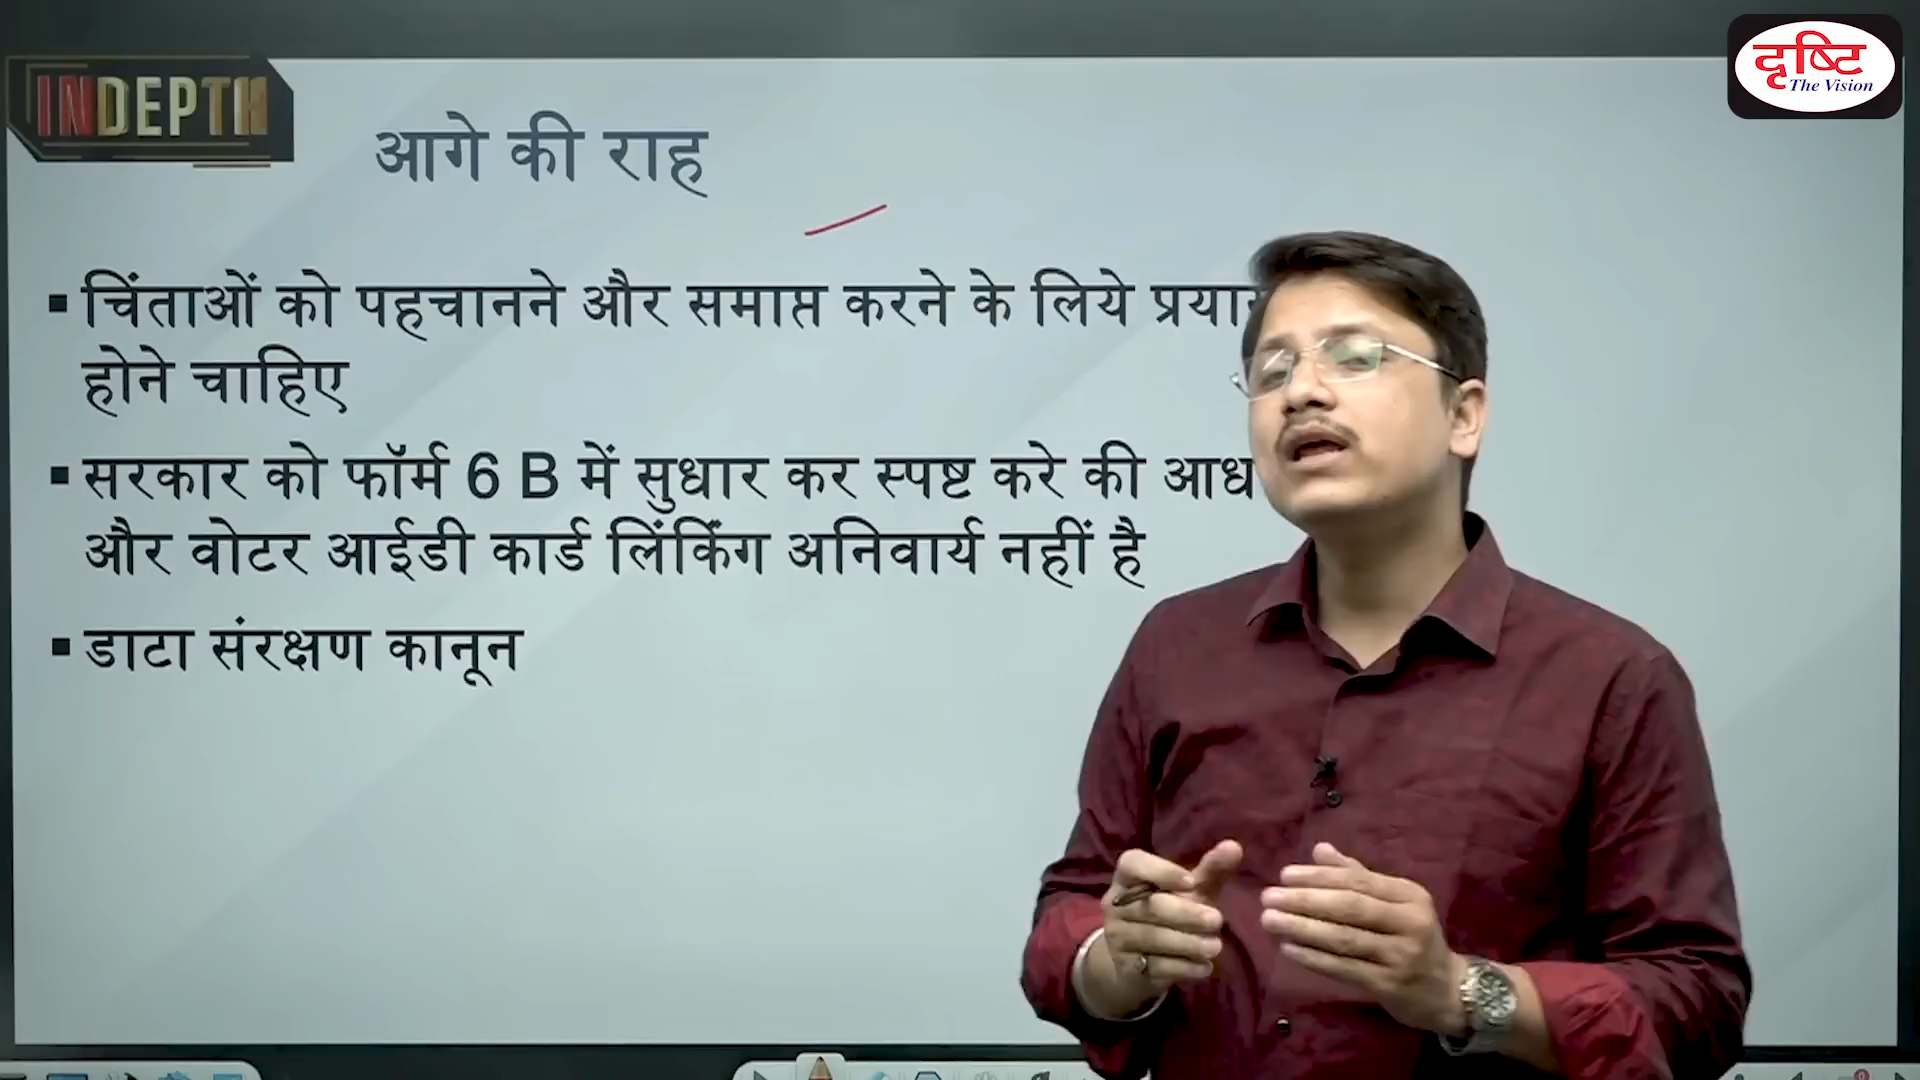 INDEPTH
दृष्टि
The Vision
आगे की राह
▪ चिंताओं को पहचानने और समाप्त करने के लिये
होने चाहिए
▪ सरकार को फॉर्म 6 B में सुधार कर स्पष्ट करे की
और वोटर आईडी कार्ड लिंकिंग अनिवार्य नहीं है
▪ डाटा संरक्षण कानून